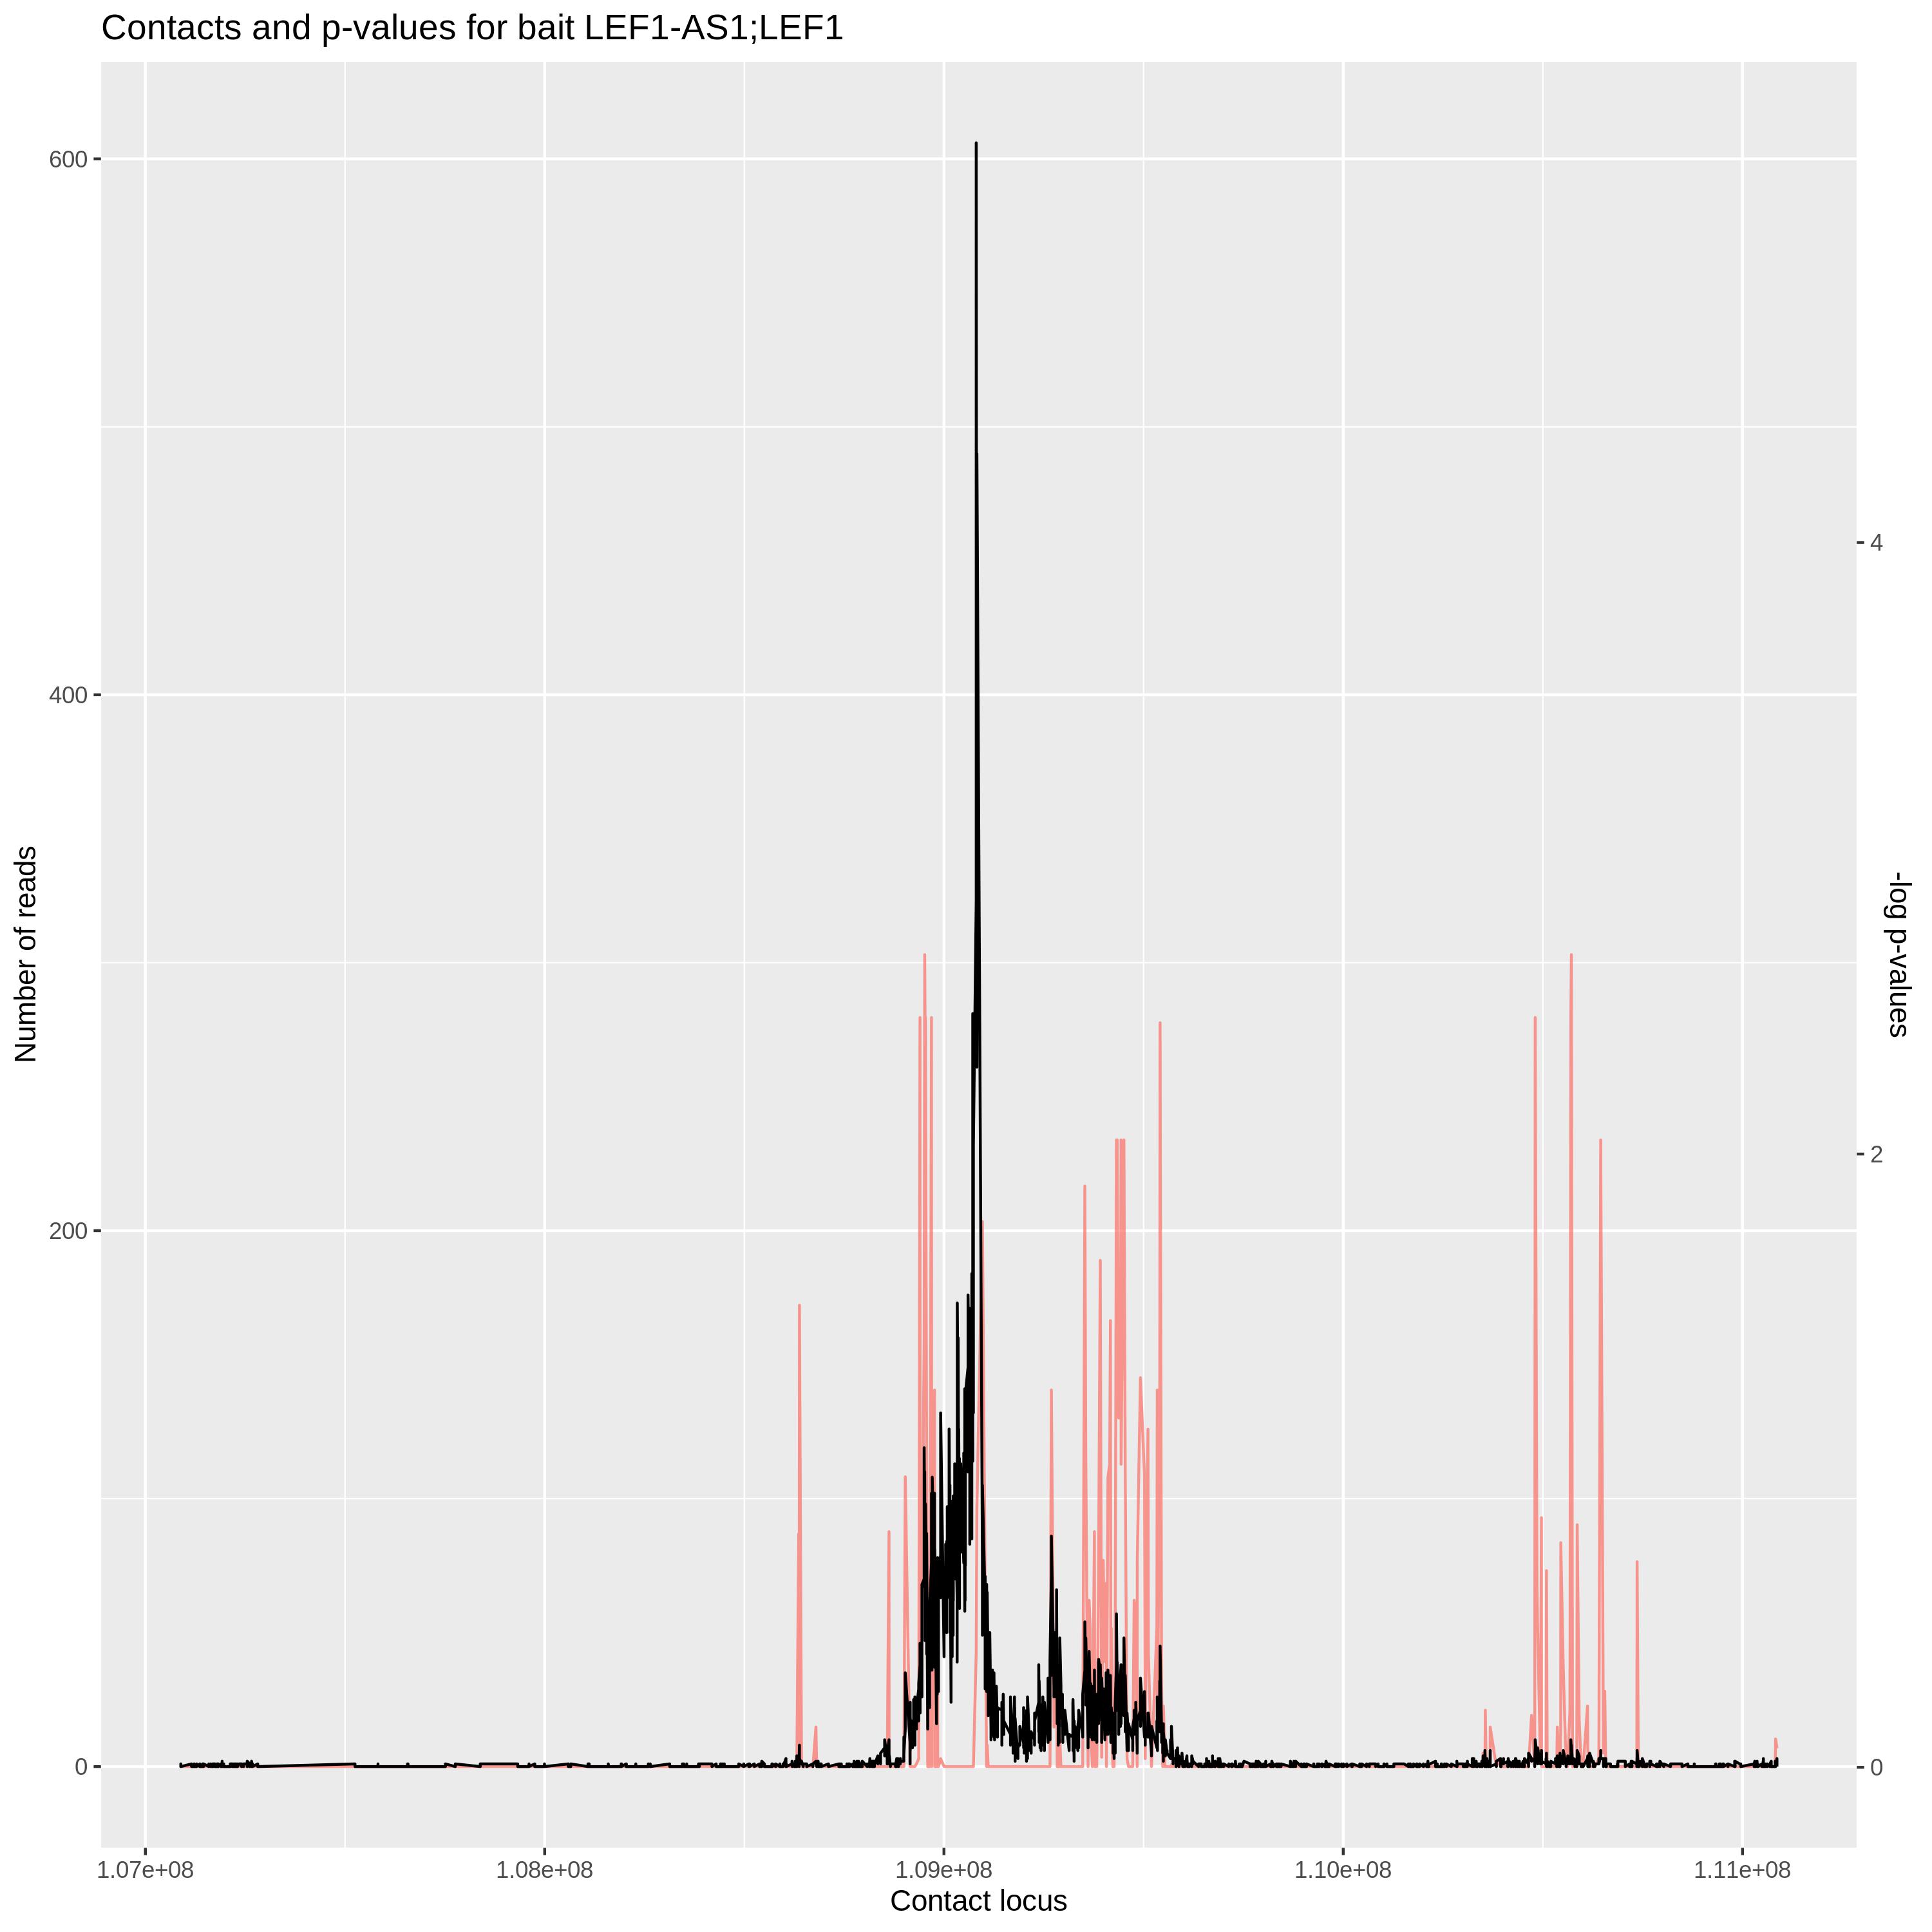 Contacts and p-values for bait LEF1-AS1;LEF1
600
400
200
0
Number of reads
4
2
0
-log p-values
1.07e+08
1.08e+08
1.09e+08
1.10e+08
1.11e+08
Contact locus